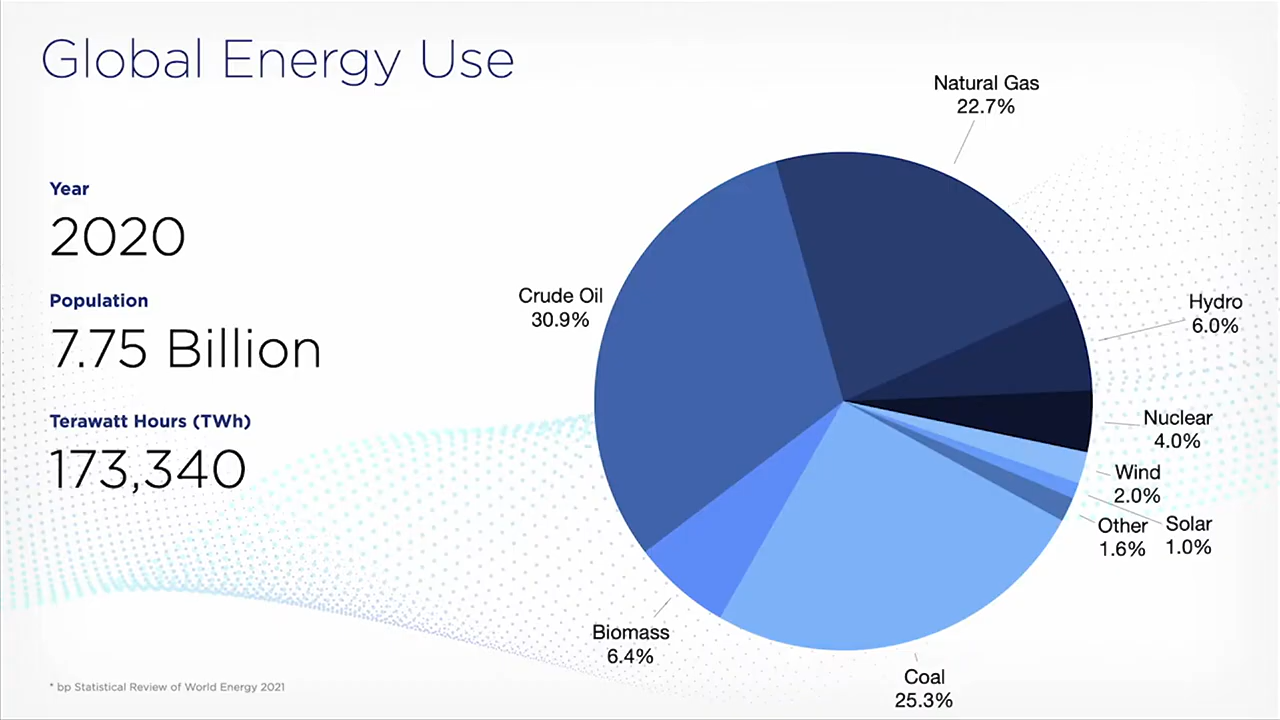 Global Energy Use
Year
2020
Population
7.75 Billion
Terawatt Hours (TWh)
173,340
* bp Statistical Review of World Energy 2021
Natural Gas
22.7%
Hydro
6.0%
Nuclear
4.0%
Wind
2.0%
Solar
1.0%
Other
1.6%
Coal
25.3%
Biomass
6.4%
Crude Oil
30.9%